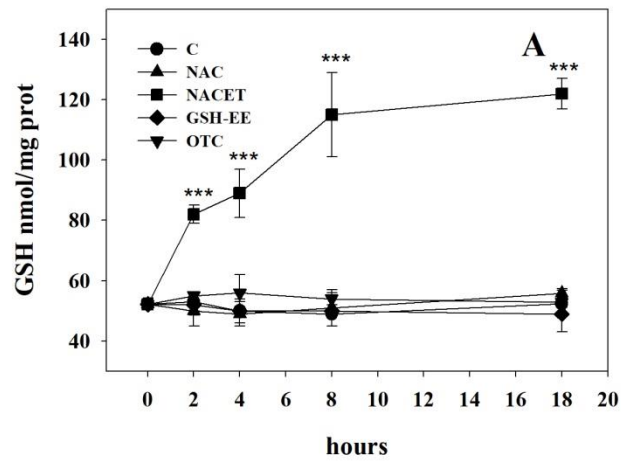 A
C
NAC
NACET
GSH-EE
OTC
***
***
***
***
GSH nmol/mg prot
140
120
100
80
60
40
0 2 4 6 8 10 12 14 16 18 20
hours